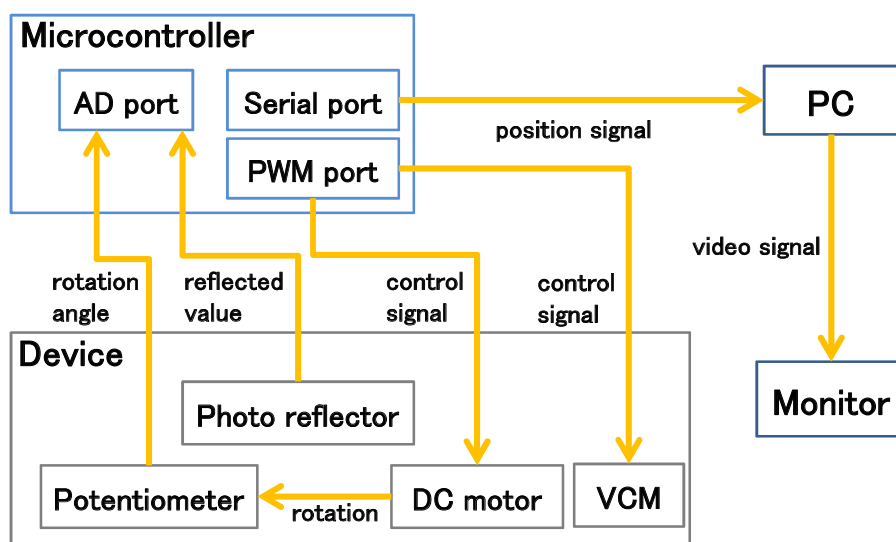 Microcontroller
AD port
Serial port
PWM port
position signal
PC
video signal
rotation
angle
reflected
value
control
signal
control
signal
Device
Photo reflector
Monitor
Potentiometer
rotation
DC motor
VCM